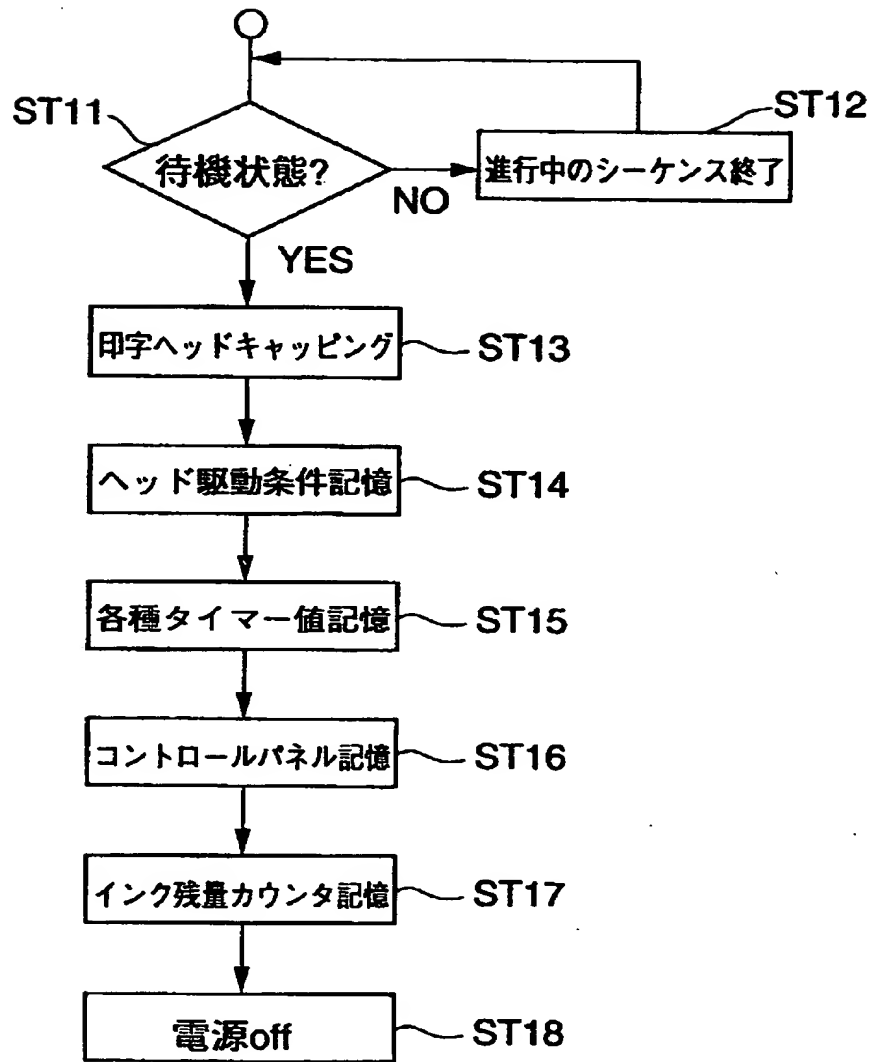 ST11
待機状態?
NO
ST12
進行中のシーケンス終了
YES
印字ヘッドキャッピング
ST13
ヘッド駆動条件記憶
ST14
各種タイマー値記憶
ST15
コントロールパネル記憶
ST16
インク残量カウンタ記憶
ST17
電源off
ST18